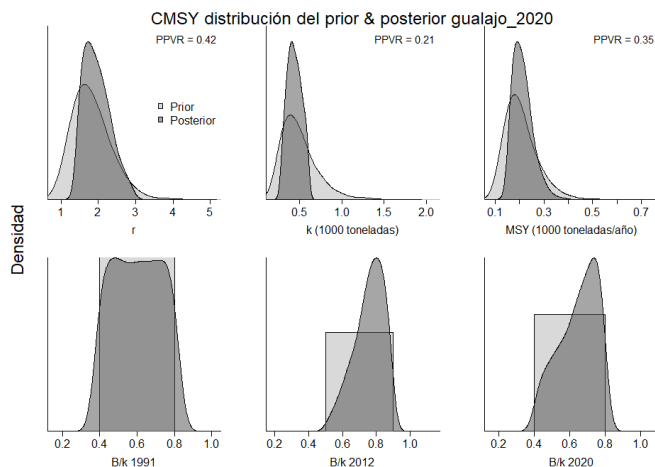 CMSY distribución del prior & posterior gualajo_2020
PPVR = 0.42
PPVR = 0.21
PPVR = 0.35
Prior
Posterior
1 2 3 4 5
r
0.5 1.0 1.5 2.0
k (1000 toneladas)
0.1 0.3 0.5 0.7
MSY (1000 toneladas/año)
Densidad
0.2 0.4 0.6 0.8 1.0
B/k 1991
0.2 0.4 0.6 0.8 1.0
B/k 2012
0.2 0.4 0.6 0.8 1.0
B/k 2020